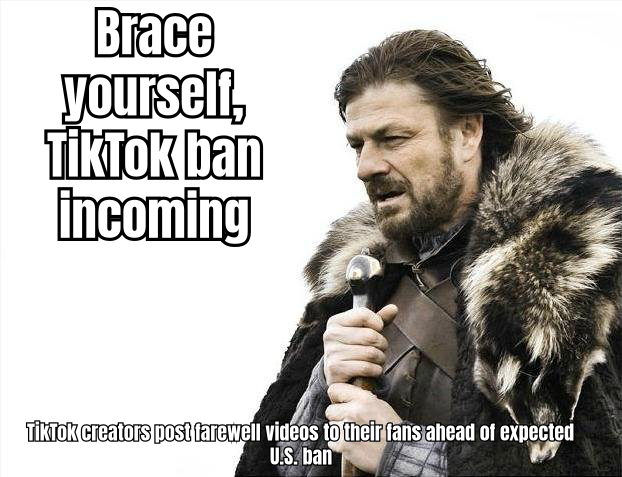 Brace
yourself,
TikTok ban
incoming
TikTok creators post farewell videos to their fans ahead of expected
U.S. ban